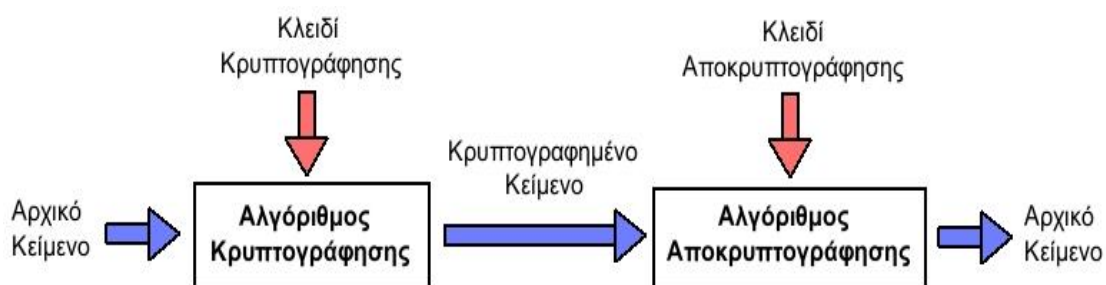 Κλειδί
Κρυπτογράφησης
Κλειδί
Αποκρυπτογράφησης
Αρχικό
Κείμενο
Αλγόριθμος
Κρυπτογράφησης
Κρυπτογραφημένο
Κείμενο
Αλγόριθμος
Αποκρυπτογράφησης
Αρχικό
Κείμενο